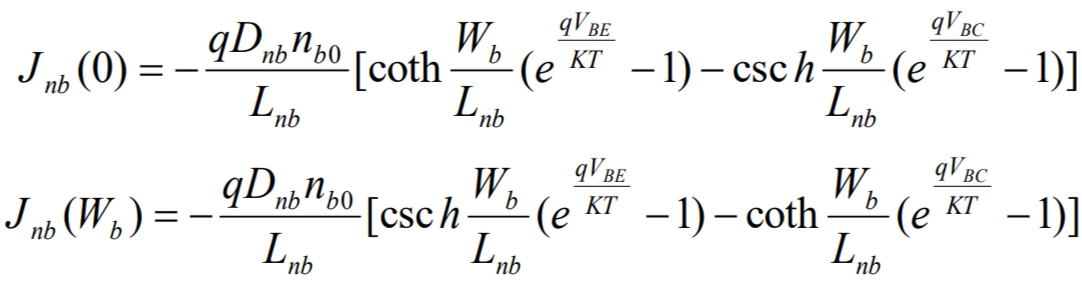 J_{nb}(0) = -\frac{qD_{nb}n_{b0}}{L_{nb}}[\coth\frac{W_b}{L_{nb}}(e^{\frac{qV_{BE}}{KT}} - 1) - \csc h\frac{W_b}{L_{nb}}(e^{\frac{qV_{BC}}{KT}} - 1)]
J_{nb}(W_b) = -\frac{qD_{nb}n_{b0}}{L_{nb}}[\csc h\frac{W_b}{L_{nb}}(e^{\frac{qV_{BE}}{KT}} - 1) - \coth\frac{W_b}{L_{nb}}(e^{\frac{qV_{BC}}{KT}} - 1)]